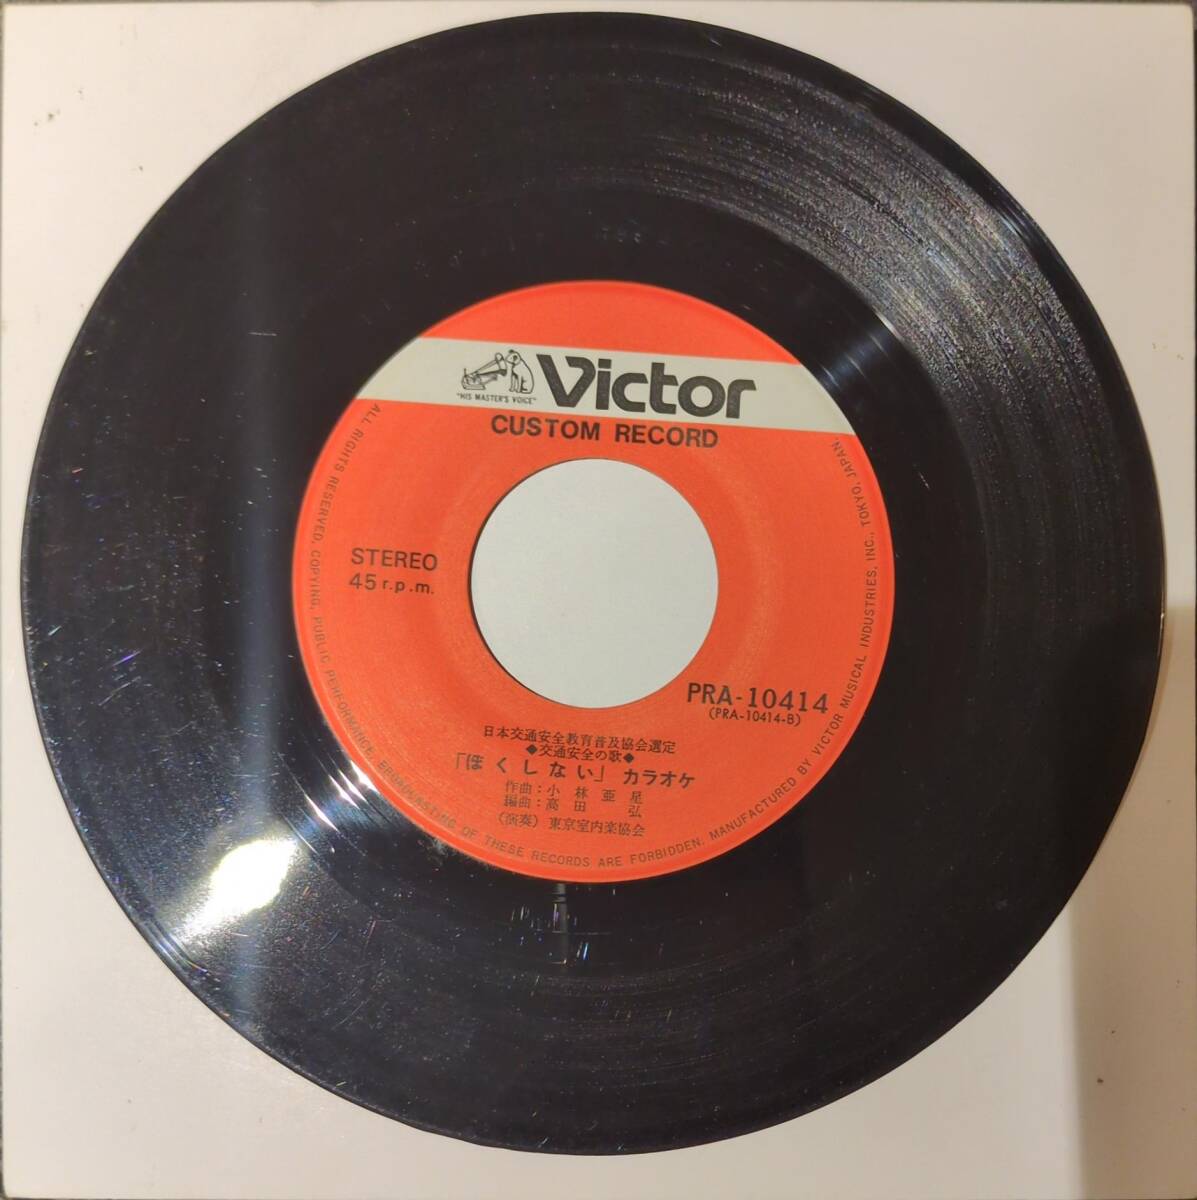 "HIS MASTER'S VOICE"
Victor
CUSTOM RECORD
STEREO
45 r.p.m.
PRA-10414
(PRA-10414-B)
日本交通安全教育普及協会選定
◆交通安全の歌◆
「ぼくしない」カラオケ
作曲：小林亜星
編曲：高田弘
（演奏）東京室内楽協会
ALL RIGHTS RESERVED. COPYING, PUBLIC PERFORMANCE, BROADCASTING OF THESE RECORDS ARE FORBIDDEN. MANUFACTURED BY VICTOR MUSICAL INDUSTRIES, INC., TOKYO, JAPAN.